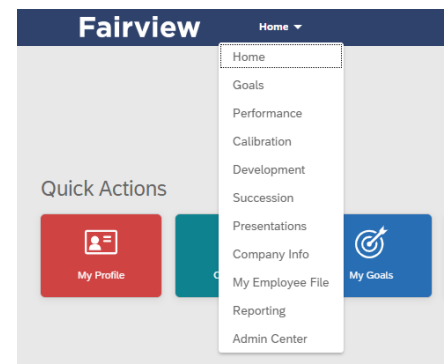 Fairview
Home
Home
Goals
Performance
Calibration
Development
Succession
Presentations
Company Info
My Employee File
Reporting
Admin Center
Quick Actions
My Profile
My Goals